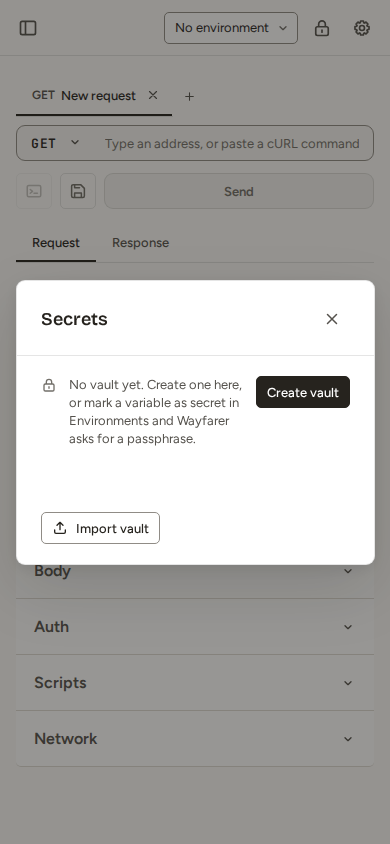 No environment
GET New request
GET
Type an address, or paste a cURL command
Send
Request
Response
Secrets
No vault yet. Create one here,
or mark a variable as secret in
Environments and Wayfarer
asks for a passphrase.
Create vault
Import vault
Body
Auth
Scripts
Network